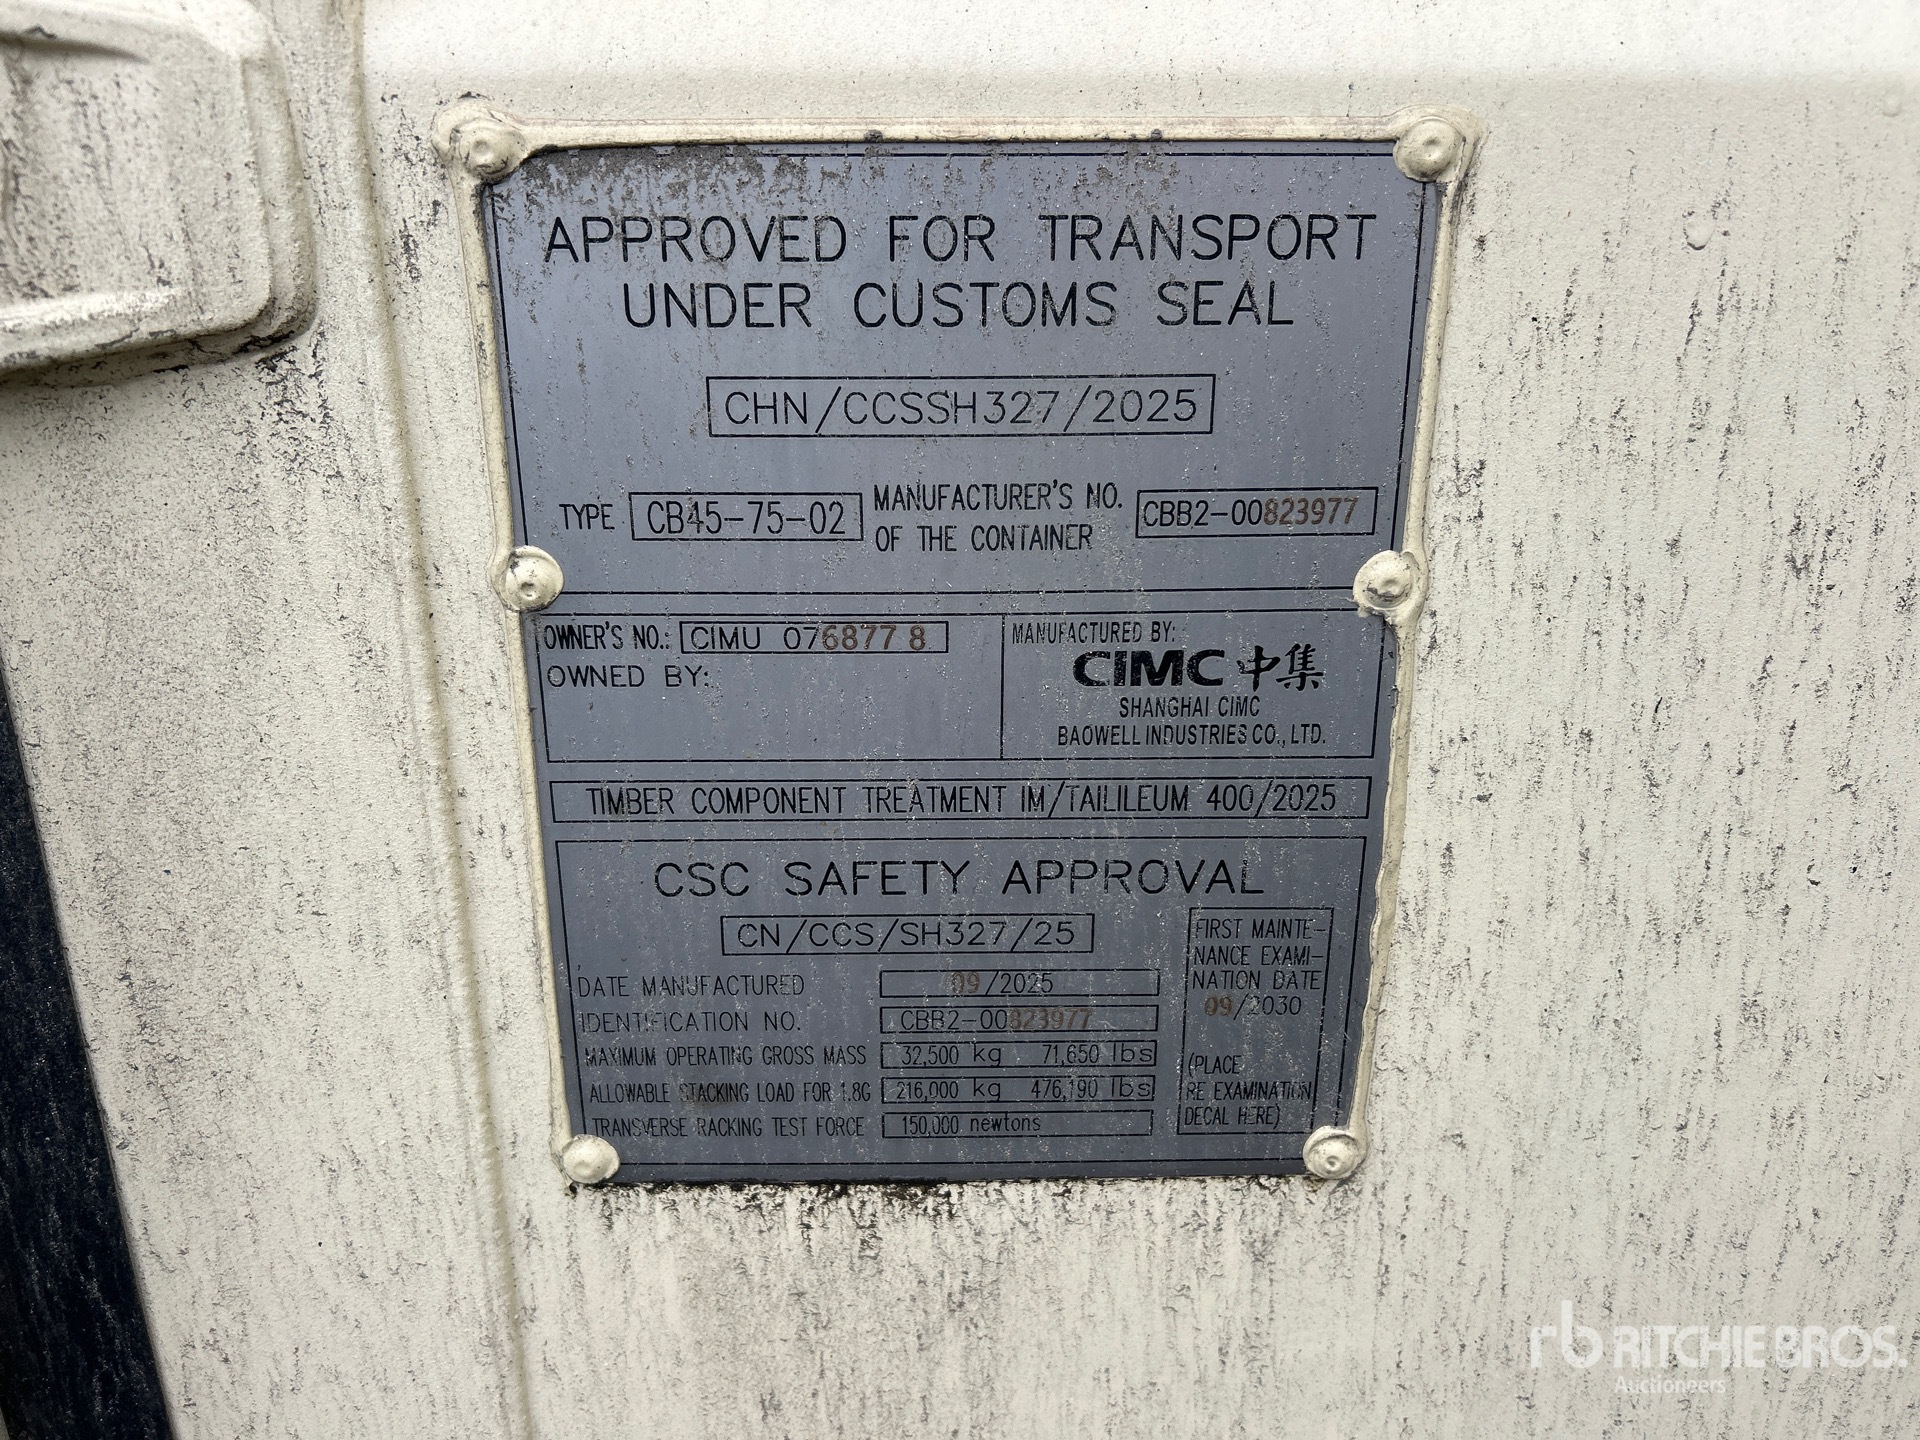 APPROVED FOR TRANSPORT
UNDER CUSTOMS SEAL
CHN/CCSSH327/2025
TYPE CB45-75-02 MANUFACTURER'S NO. OF THE CONTAINER CBB2-00823977
OWNER'S NO.: CIMU 076877 8
OWNED BY:
MANUFACTURED BY:
CIMC 中集
SHANGHAI CIMC
BAOWELL INDUSTRIES CO., LTD.
TIMBER COMPONENT TREATMENT IM/TAILILEUM 400/2025
CSC SAFETY APPROVAL
CN/CCS/SH327/25
DATE MANUFACTURED 09/2025
IDENTIFICATION NO. CBB2-00823977
MAXIMUM OPERATING GROSS MASS 32,500 kg 71,650 lbs
ALLOWABLE STACKING LOAD FOR 1.8G 216,000 kg 476,190 lbs
TRANSVERSE RACKING TEST FORCE 150,000 newtons
FIRST MAINTE-
NANCE EXAMI-
NATION DATE
09/2030
(PLACE
RE EXAMINATION
DECAL HERE)
rb RITCHIE BROS.
Auctioneers